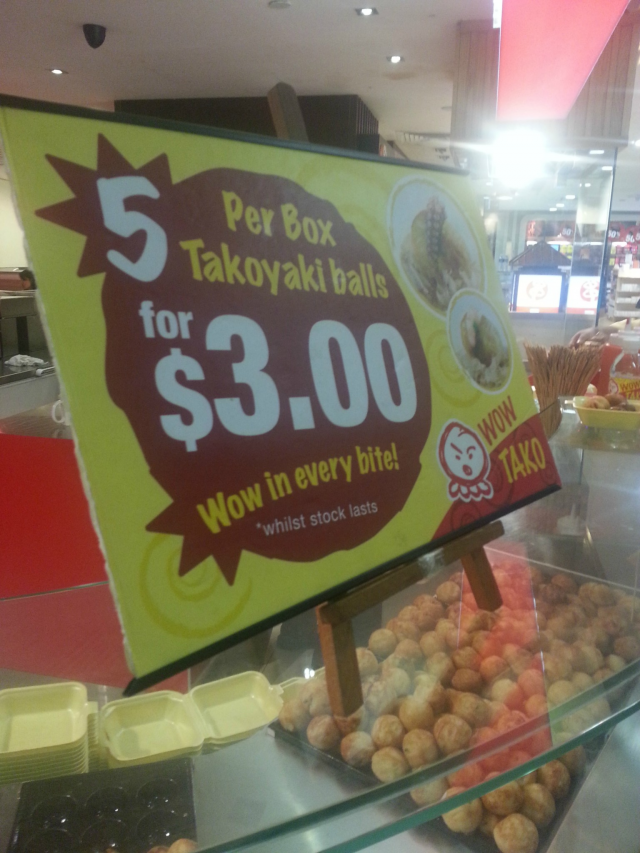 5
Per Box
Takoyaki balls
for
$3.00
Wow in every bite!
*whilst stock lasts
WOW
TAKO